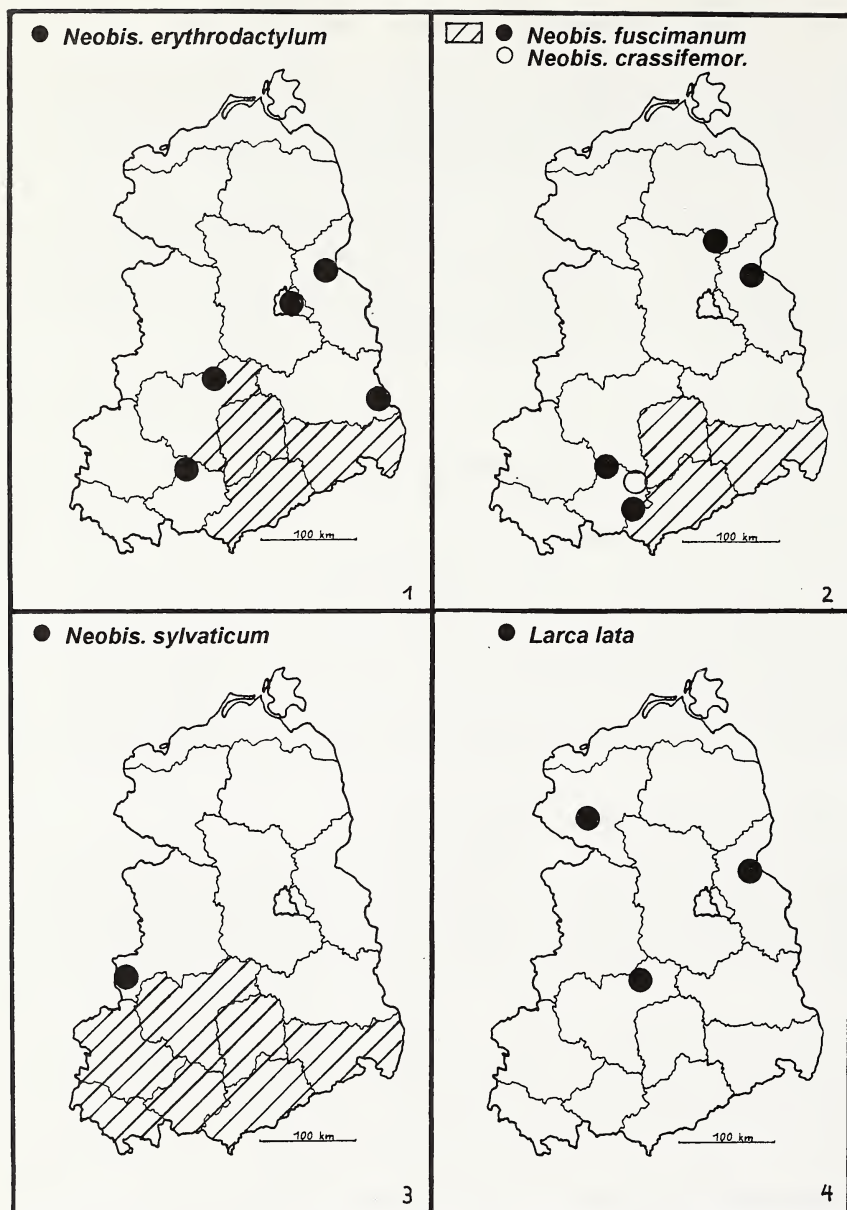 Neobis. erythrodactylum
100 km
1
Neobis. fuscimanum
Neobis. crassifemor.
100 km
2
Neobis. sylvaticum
100 km
3
Larca lata
100 km
4